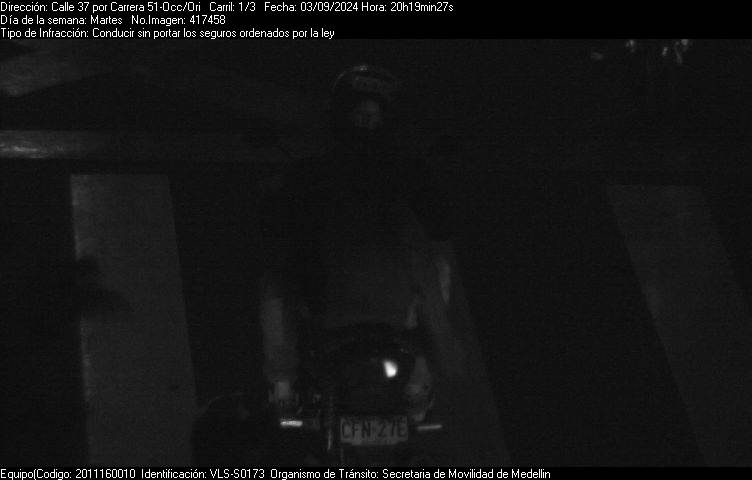 Dirección: Calle 37 por Carrera 51-Occ/Ori Carril: 1/3 Fecha: 03/09/2024 Hora: 20h19min27s
Día de la semana: Martes No.Imagen: 417458
Tipo de Infracción: Conducir sin portar los seguros ordenados por la ley
CFN-27E
Equipo(Codigo: 2011160010 Identificación: VLS-S0173 Organismo de Tránsito: Secretaria de Movilidad de Medellin